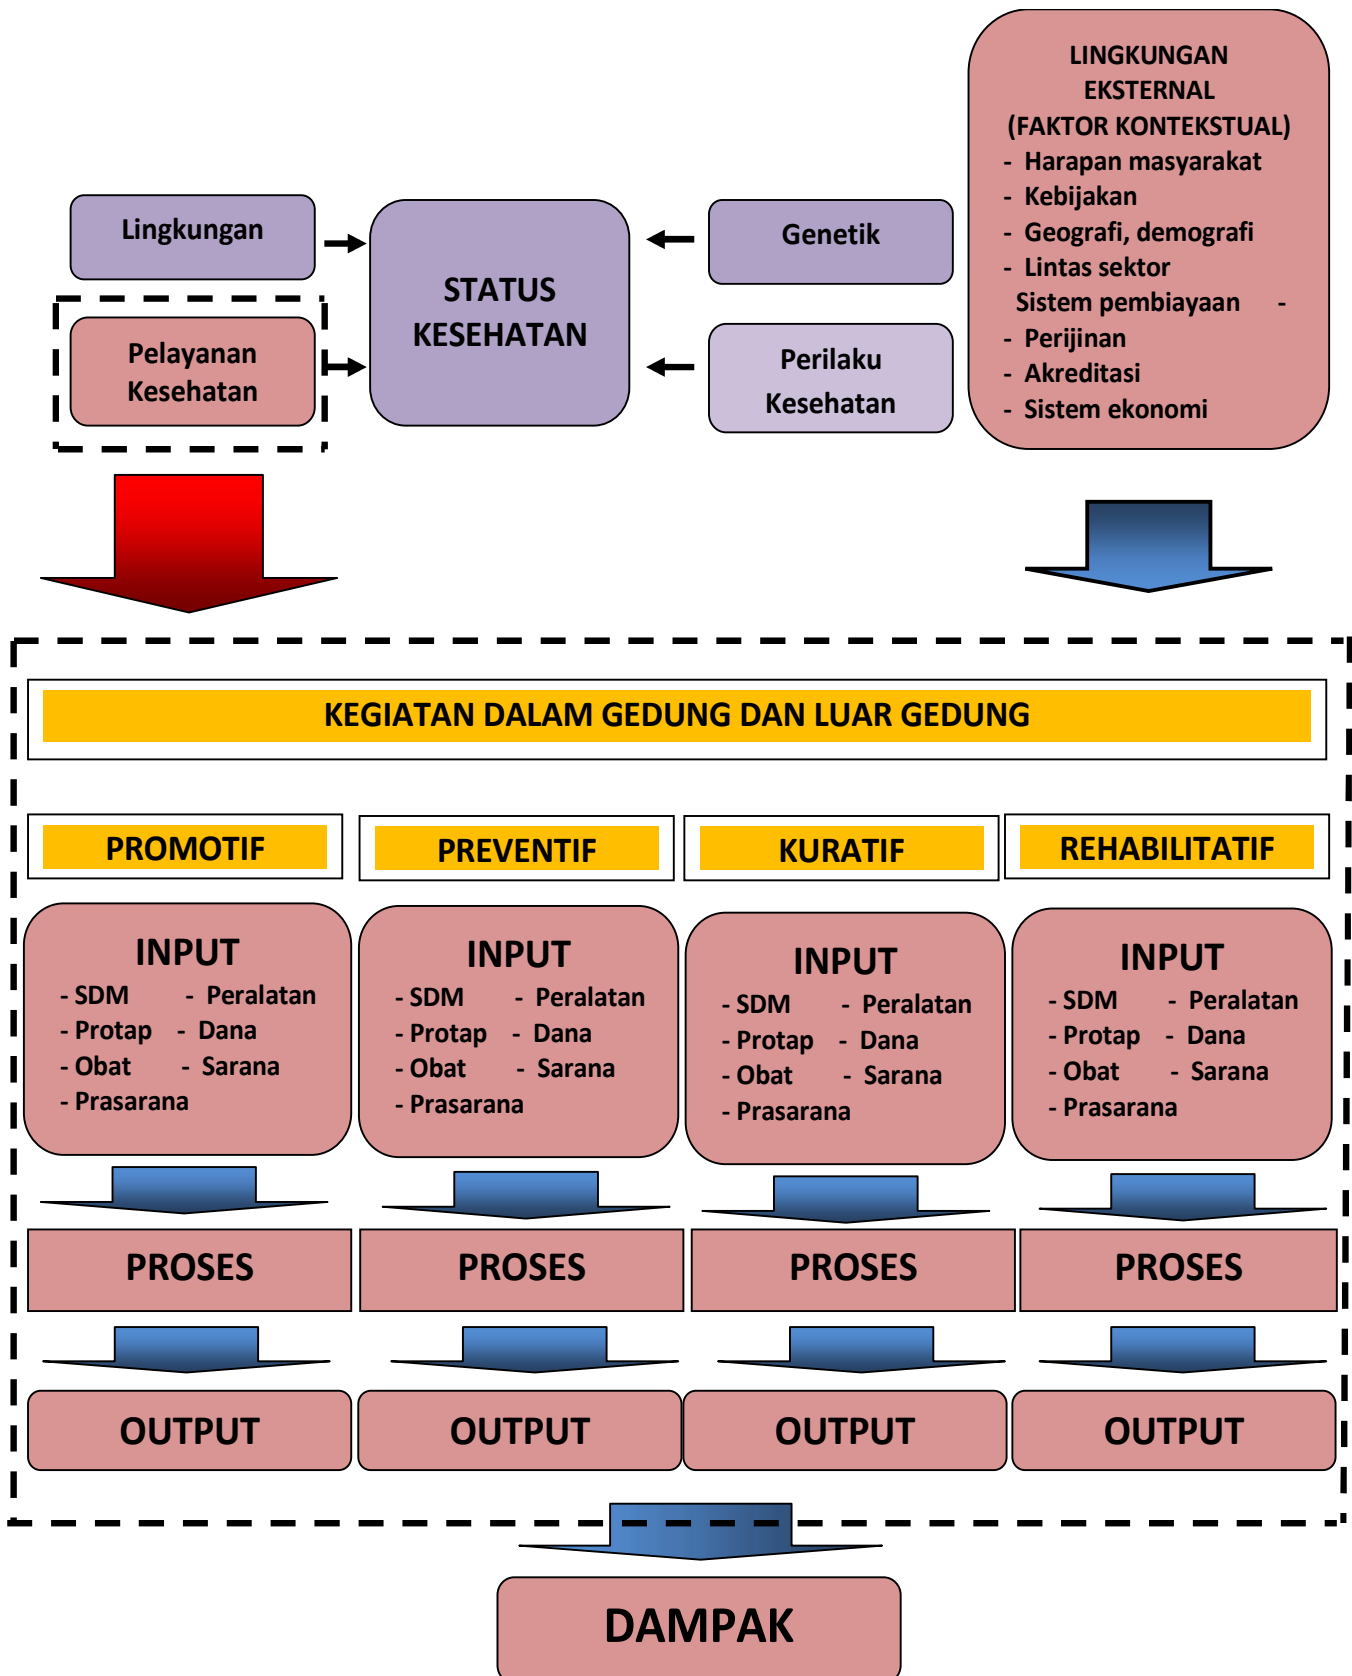 LINGKUNGAN
EKSTERNAL
(FAKTOR KONTEKSTUAL)
- Harapan masyarakat
- Kebijakan
- Geografi, demografi
- Lintas sektor
Sistem pembiayaan -
- Perijinan
- Akreditasi
- Sistem ekonomi
Lingkungan
Pelayanan
Kesehatan
STATUS
KESEHATAN
Genetik
Perilaku
Kesehatan
KEGIATAN DALAM GEDUNG DAN LUAR GEDUNG
PROMOTIF
PREVENTIF
KURATIF
REHABILITATIF
INPUT
- SDM - Peralatan
- Protap - Dana
- Obat - Sarana
- Prasarana
INPUT
- SDM - Peralatan
- Protap - Dana
- Obat - Sarana
- Prasarana
INPUT
- SDM - Peralatan
- Protap - Dana
- Obat - Sarana
- Prasarana
INPUT
- SDM - Peralatan
- Protap - Dana
- Obat - Sarana
- Prasarana
PROSES
PROSES
PROSES
PROSES
OUTPUT
OUTPUT
OUTPUT
OUTPUT
DAMPAK